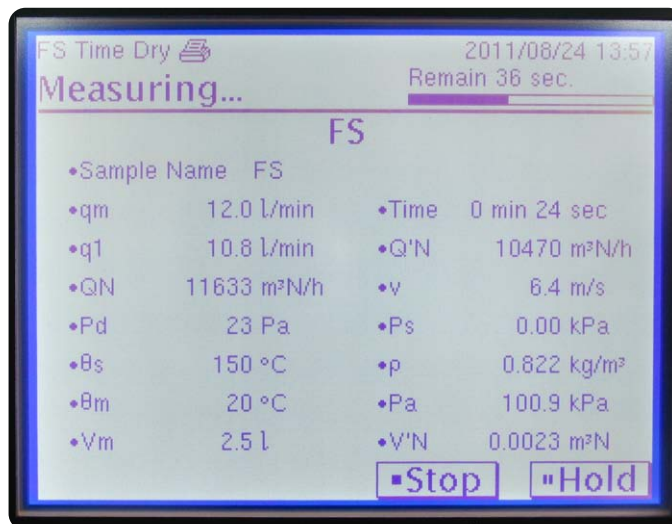 FS Time Dry 2011/08/24 13:57
Measuring... Remain 36 sec.
FS
•Sample Name FS
•qm 12.0 l/min •Time 0 min 24 sec
•q1 10.8 l/min •Q'N 10470 m³N/h
•QN 11633 m³N/h •v 6.4 m/s
•Pd 23 Pa •Ps 0.00 kPa
•θs 150 °C •ρ 0.822 kg/m³
•θm 20 °C •Pa 100.9 kPa
•Vm 2.5 l •V'N 0.0023 m³N
▪Stop ⏸Hold